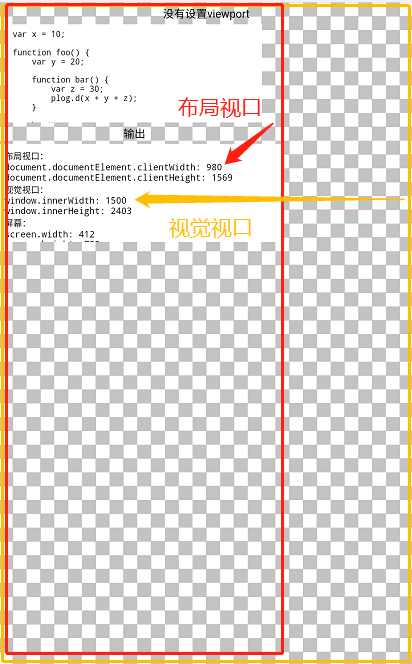 没有设置viewport
var x = 10;
function foo() {
var y = 20;
function bar() {
var z = 30;
plog.d(x + y + z);
}
布局视口
输出
布局视口:
document.documentElement.clientWidth: 980
document.documentElement.clientHeight: 1569
视觉视口:
window.innerWidth: 1500
window.innerHeight: 2403
视觉视口
屏幕:
screen.width: 412